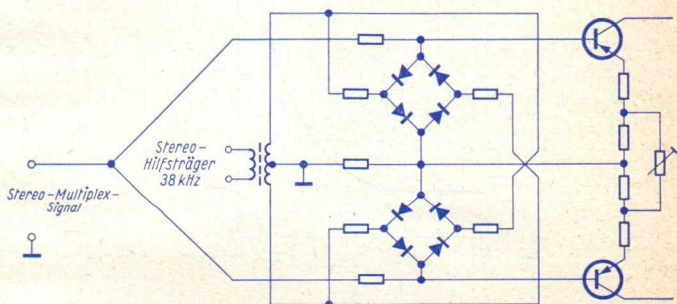 Stereo-
Hilfsträger
38 kHz
Stereo-Multiplex-
Signal